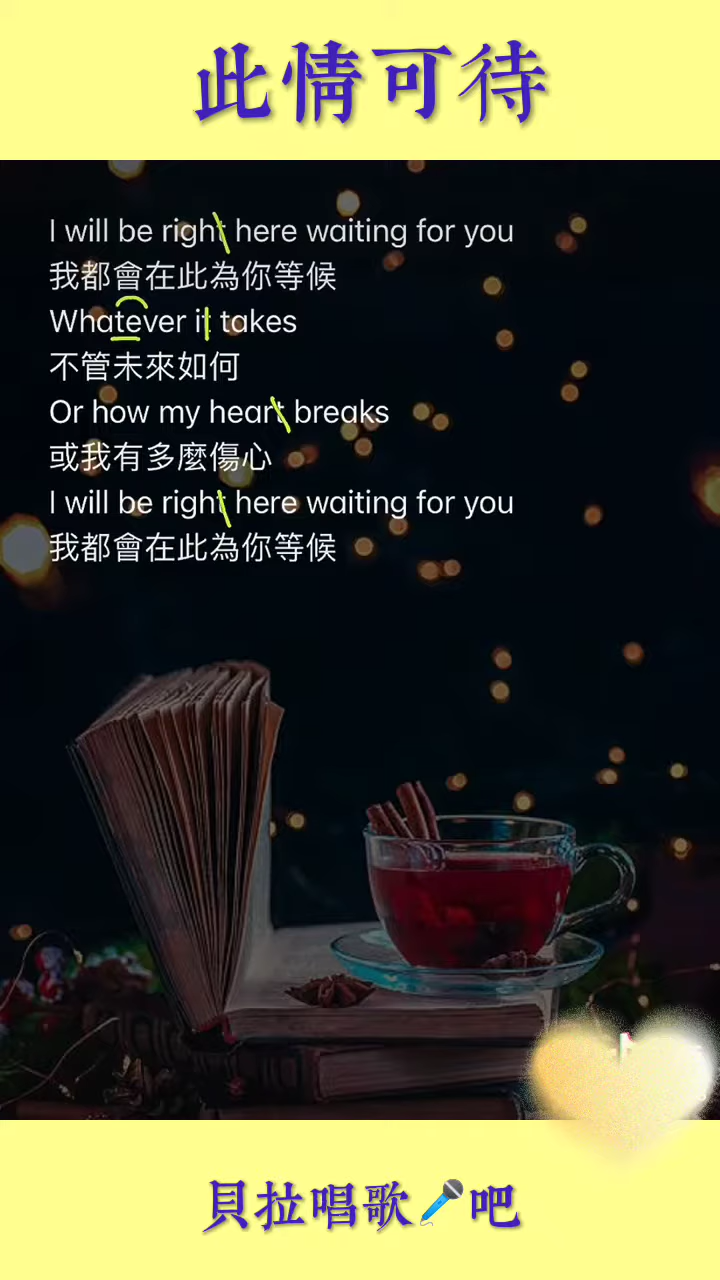 此情可待
I will be right here waiting for you
我都會在此為你等候
Whatever it takes
不管未來如何
Or how my heart breaks
或我有多麼傷心
I will be right here waiting for you
我都會在此為你等候
貝拉唱歌🎤吧